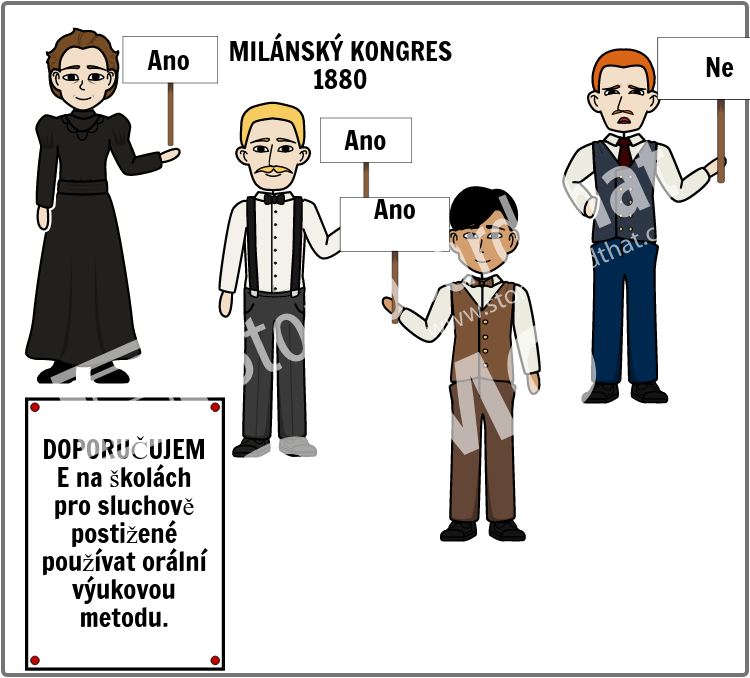 MILÁNSKÝ KONGRES
1880
Ano
Ano
Ano
Ne
DOPORUČUJEM
E na školách
pro sluchově
postižené
používat orální
výukovou
metodu.